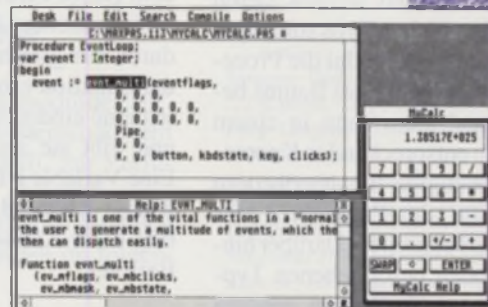 Desk File Edit Search Compile Options
C:\MAXPAS.113\MYCALC\MYCALC.PAS
Procedure EventLoop;
var event : Integer;
begin
event := evnt_multi(eventflags,
0, 0, 0,
0, 0, 0, 0, 0,
0, 0, 0, 0, 0,
Pipe,
0, 0,
x, y, button, kbdstate, key, clicks);
Help: EVNT_MULTI
evnt_multi is one of the vital functions in a "normal
the user to generate a multitude of events, which the
then can dispatch easily.
Function evnt_multi
(ev_mflags, ev_mbclicks,
ev_mbmask, ev_mbstate,
MyCalc
1.38517E+025
7 8 9 /
4 5 6 *
1 2 3 -
0 . +/- +
SWAP ENTER
MyCalc Help